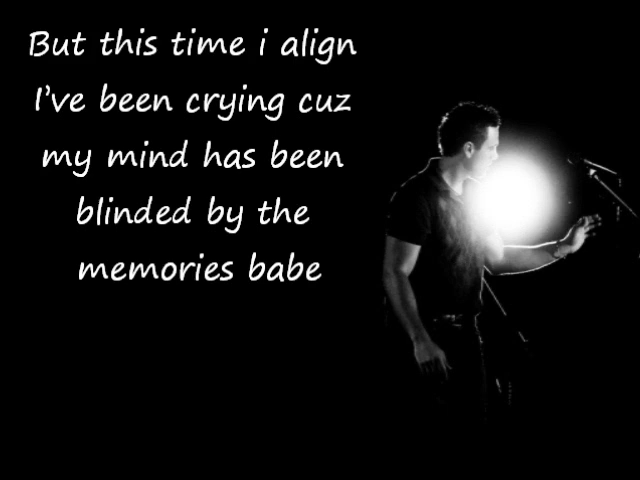 But this time i align
I've been crying cuz
my mind has been
blinded by the
memories babe